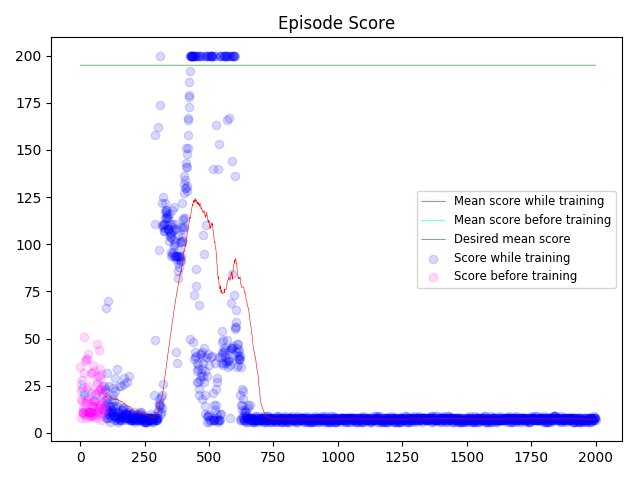 Episode Score
200
175
150
125
100
75
50
25
0
Mean score while training
Mean score before training
Desired mean score
Score while training
Score before training
0 250 500 750 1000 1250 1500 1750 2000